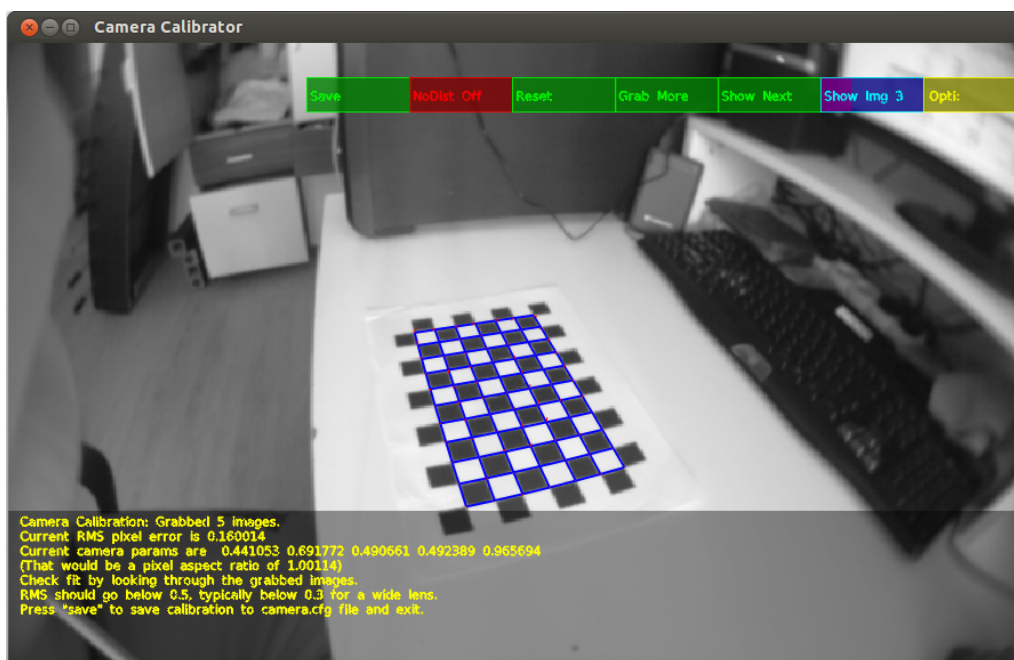 Camera Calibrator
Save NoDist Off Reset Grab More Show Next Show Img 3 Opti:
Camera Calibration: Grabbed 5 images.
Current RMS pixel error is 0.160014
Current camera params are 0.441053 0.691772 0.490661 0.492389 0.965694
(That would be a pixel aspect ratio of 1.00114)
Check fit by looking through the grabbed images.
RMS should go below 0.5, typically below 0.3 for a wide lens.
Press "save" to save calibration to camera.cfg file and exit.